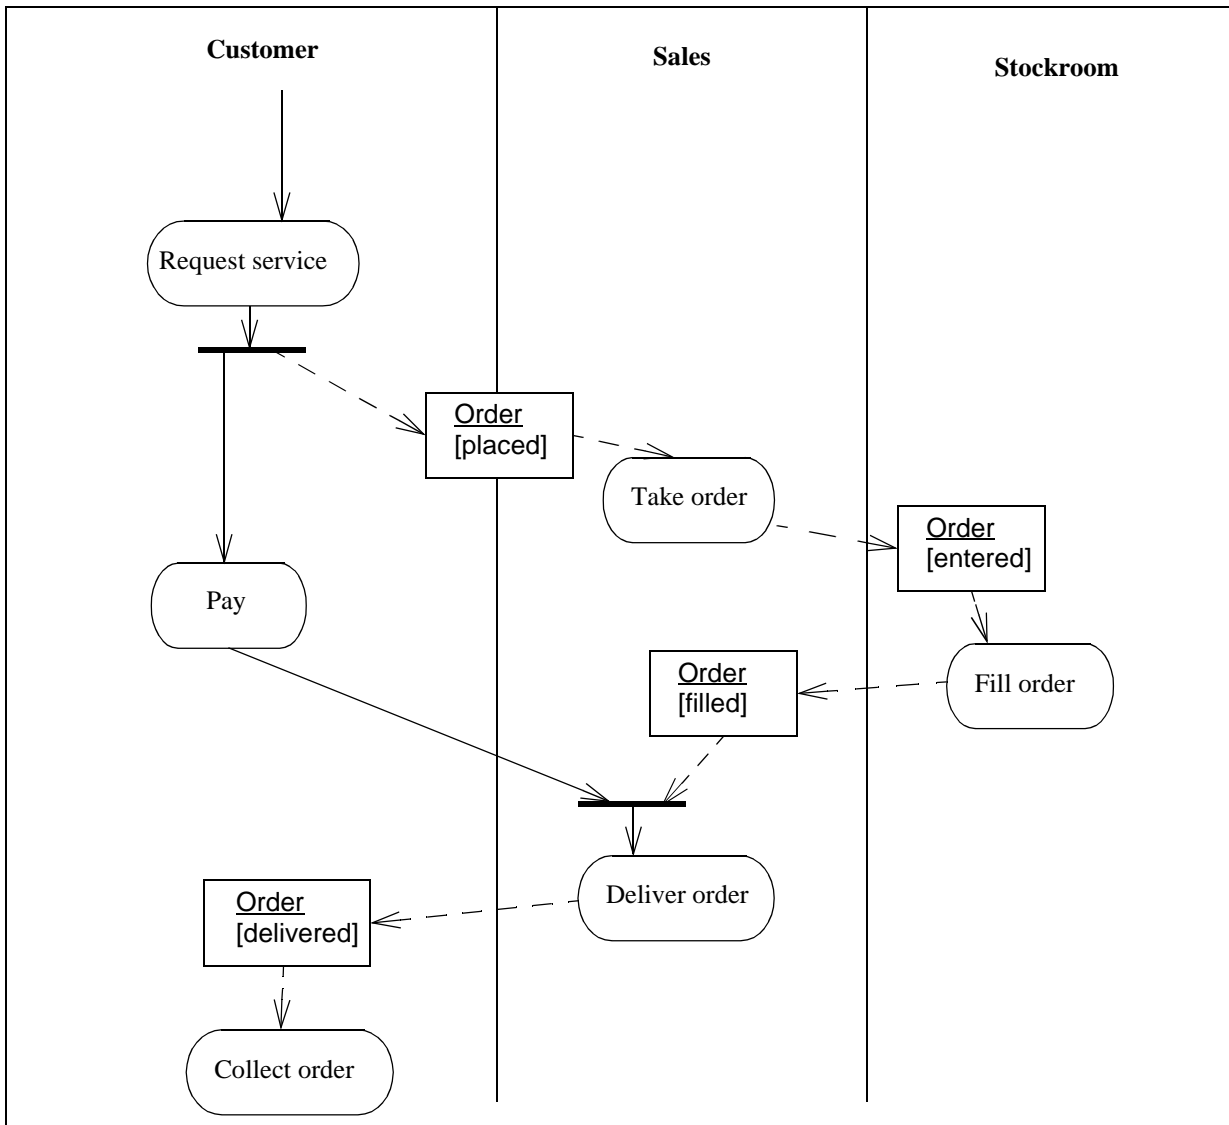 Customer
Sales
Stockroom
Request service
Order
[placed]
Take order
Order
[entered]
Pay
Order
[filled]
Fill order
Deliver order
Order
[delivered]
Collect order